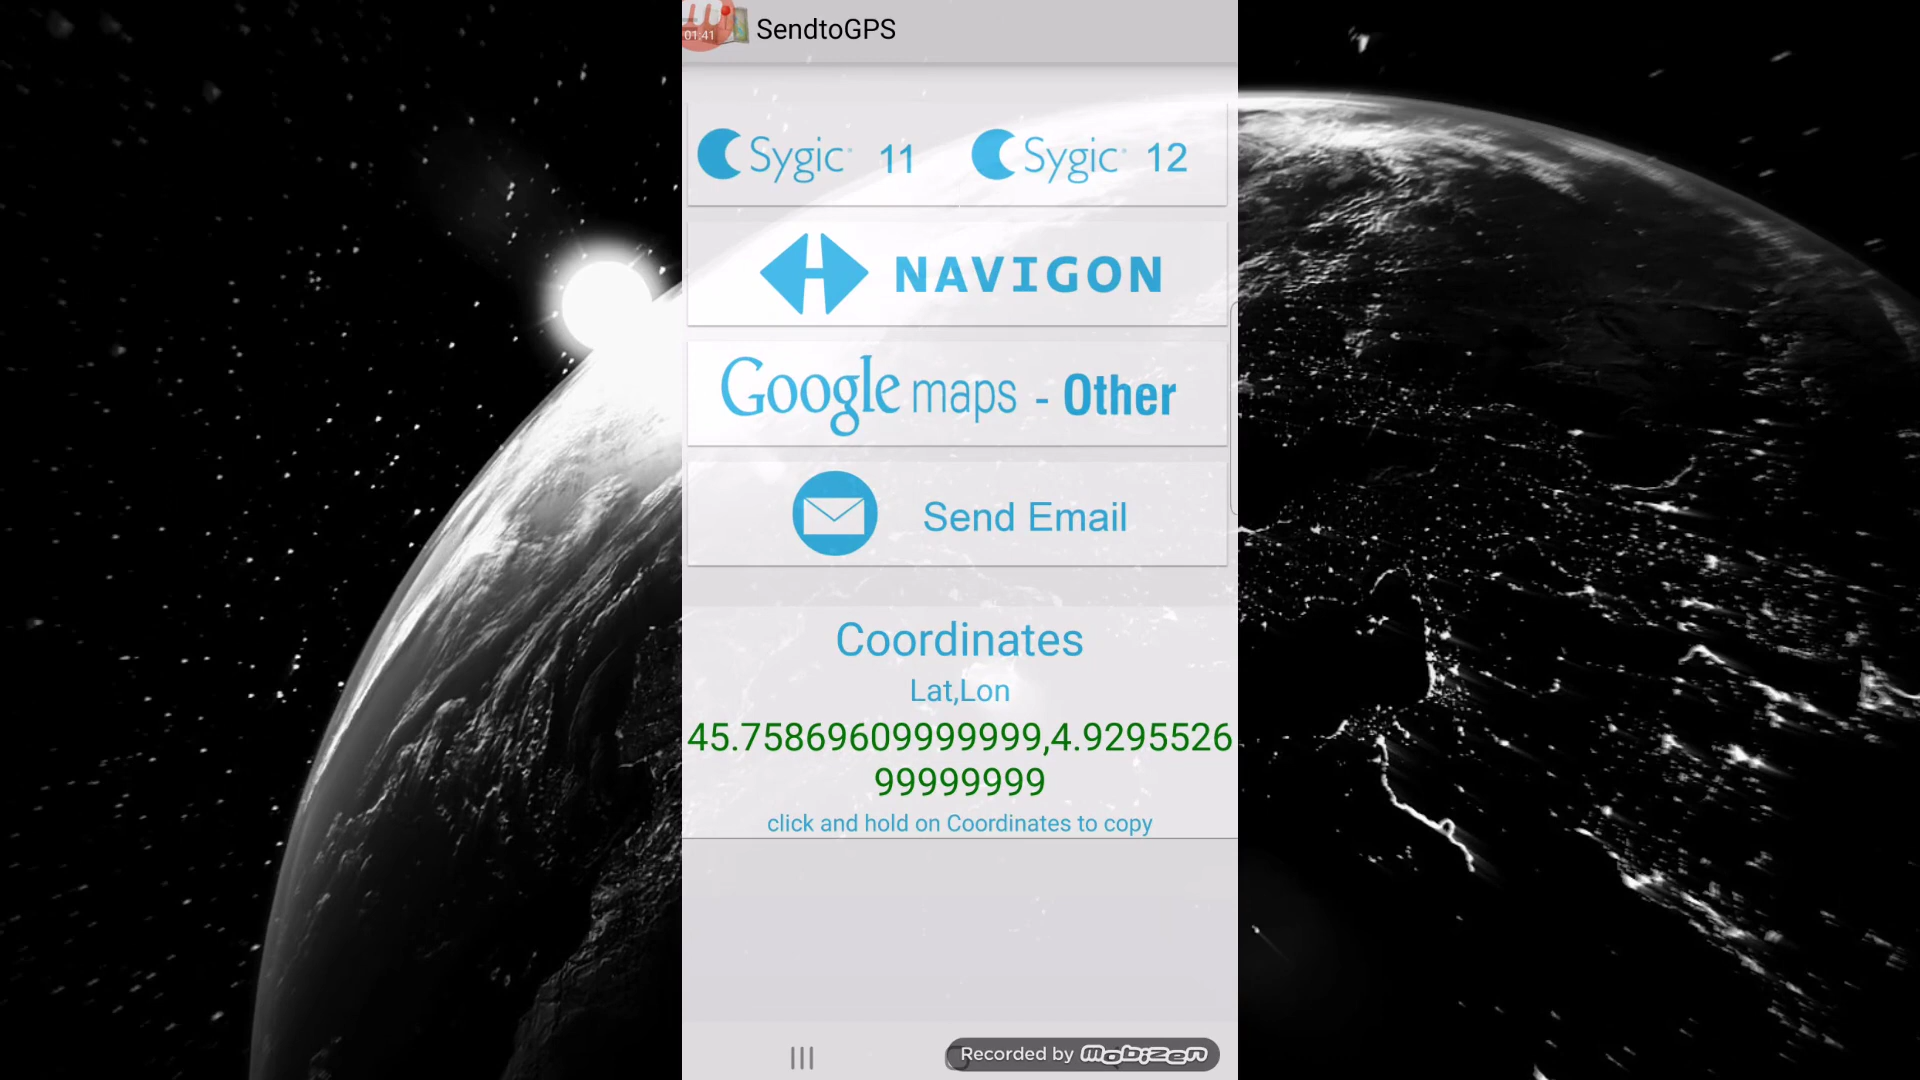 01:41
SendtoGPS
Sygic 11
Sygic 12
NAVIGON
Google maps - Other
Send Email
Coordinates
Lat,Lon
45.75869609999999,4.9295526
99999999
click and hold on Coordinates to copy
Recorded by MOBIZEN